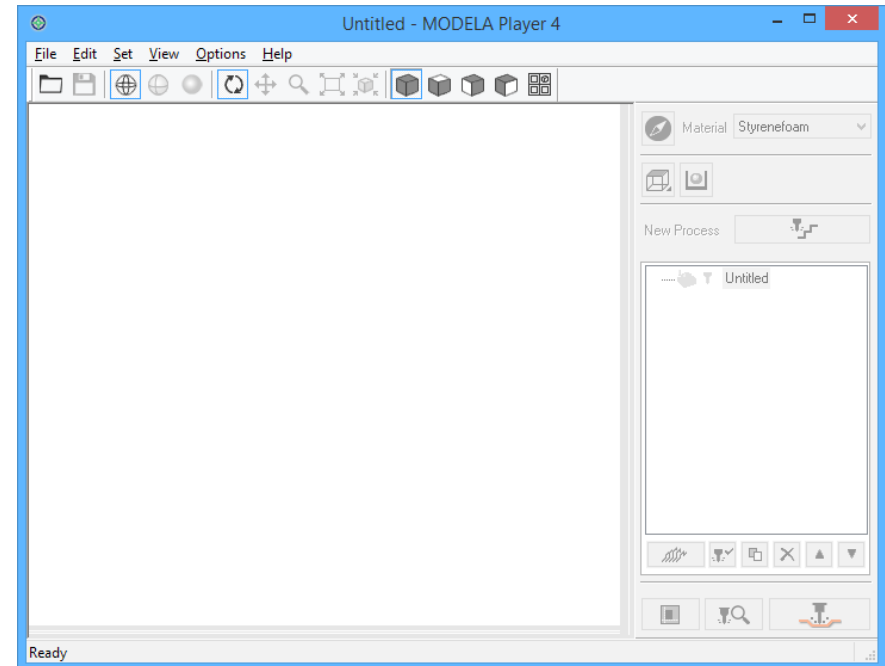 Untitled - MODELA Player 4
File Edit Set View Options Help
Material Styrenefoam
New Process
Untitled
Ready